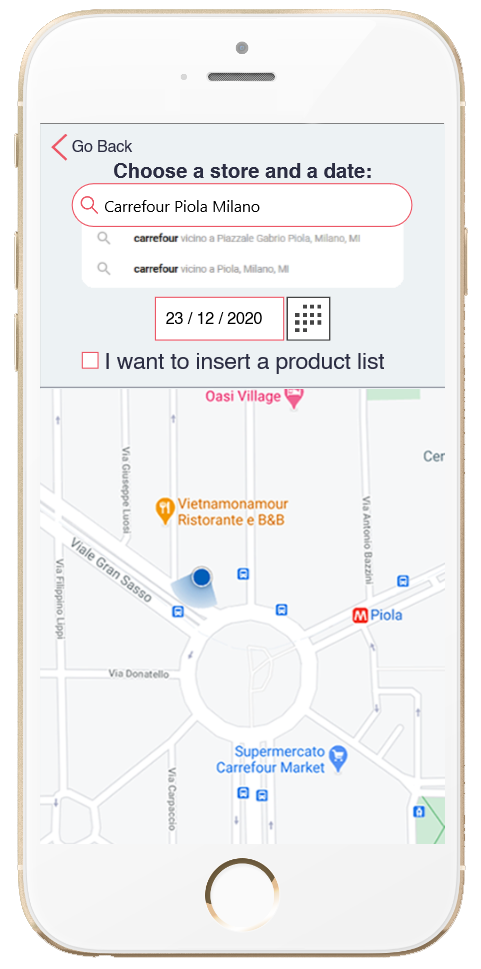 Go Back
Choose a store and a date:
Carrefour Piola Milano
carrefour vicino a Piazzale Gabrio Piola, Milano, MI
carrefour vicino a Piola, Milano, MI
23 / 12 / 2020
I want to insert a product list
Oasi Village
Cer
Via Giuseppe Luosi
Vietnamonamour
Ristorante e B&B
Via Antonio Bazzini
Viale Gran Sasso
Via Filippino Lippi
M Piola
Via Donatello
Supermercato
Carrefour Market
Via Carpaccio